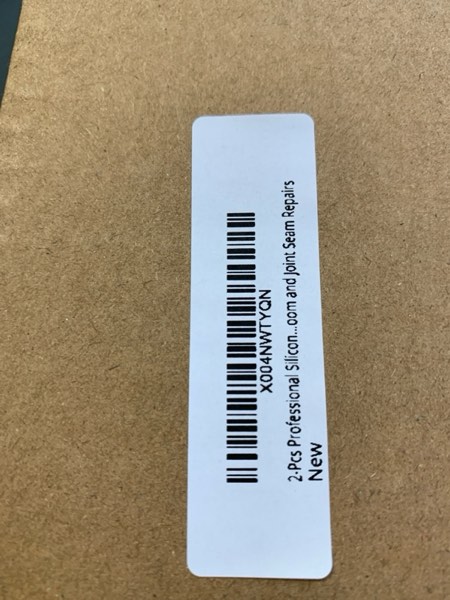 X004NWTYQN
2-Pcs Professional Silicon...oom and Joint Seam Repairs
New